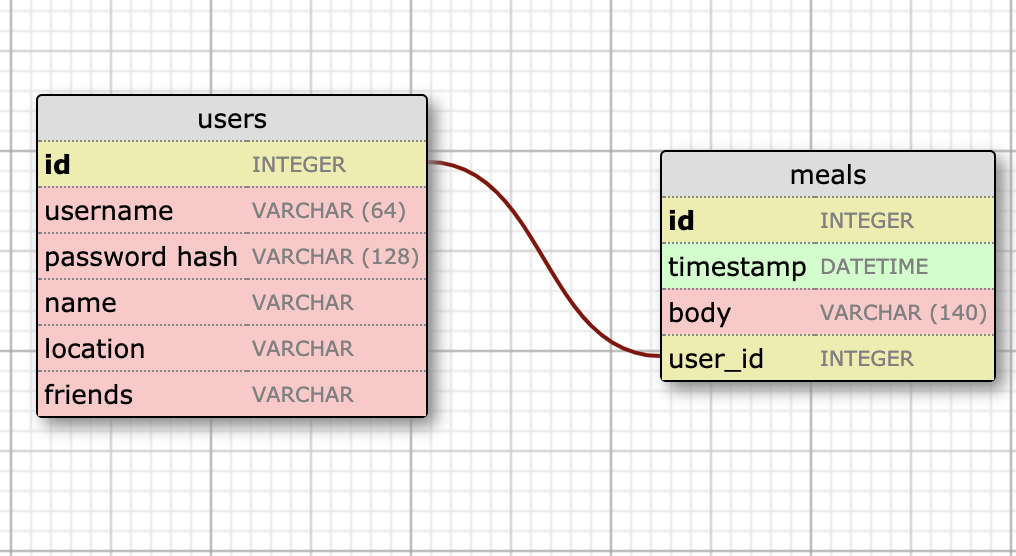 users
id INTEGER
username VARCHAR (64)
password hash VARCHAR (128)
name VARCHAR
location VARCHAR
friends VARCHAR
meals
id INTEGER
timestamp DATETIME
body VARCHAR (140)
user_id INTEGER